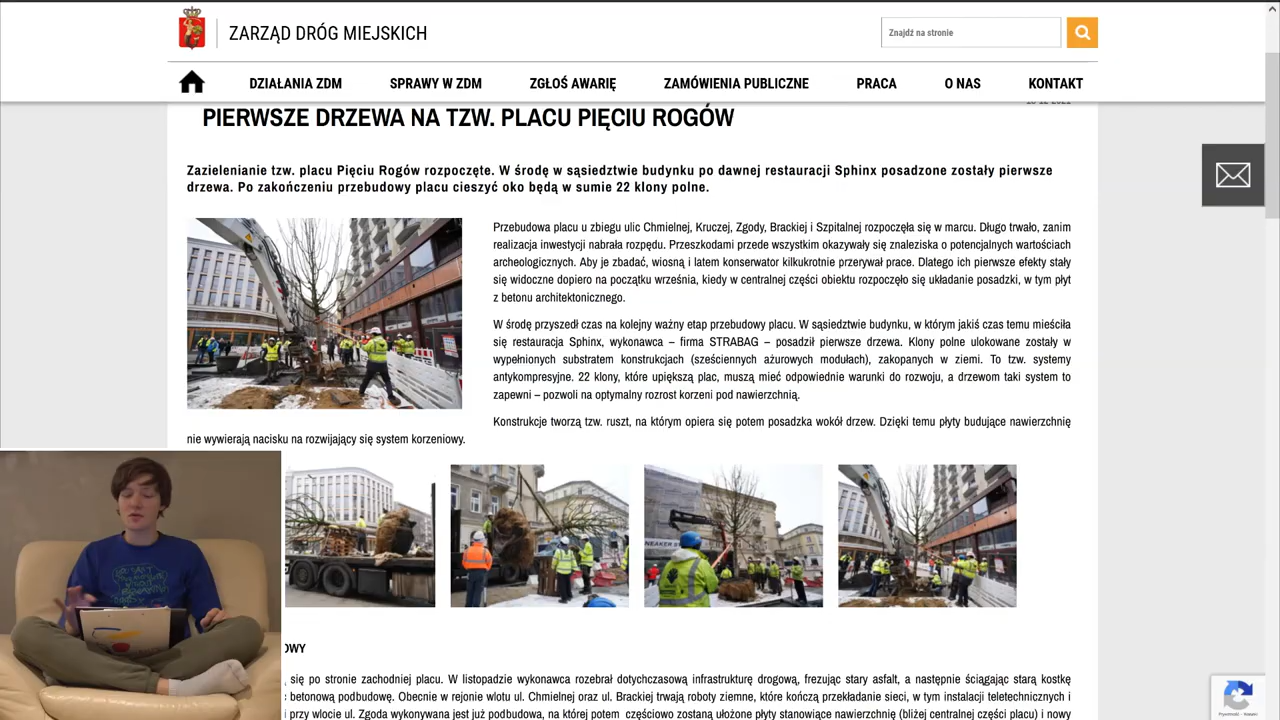 ZARZĄD DRÓG MIEJSKICH
Znajdź na stronie
DZIAŁANIA ZDM SPRAWY W ZDM ZGŁOŚ AWARIĘ ZAMÓWIENIA PUBLICZNE PRACA O NAS KONTAKT
PIERWSZE DRZEWA NA TZW. PLACU PIĘCIU ROGÓW
Zazielenianie tzw. placu Pięciu Rogów rozpoczęte. W środę w sąsiedztwie budynku po dawnej restauracji Sphinx posadzone zostały pierwsze
drzewa. Po zakończeniu przebudowy placu cieszyć oko będą w sumie 22 klony polne.
Przebudowa placu u zbiegu ulic Chmielnej, Kruczej, Zgody, Brackiej i Szpitalnej rozpoczęła się w marcu. Długo trwało, zanim
realizacja inwestycji nabrała rozpędu. Przeszkodami przede wszystkim okazywały się znaleziska o potencjalnych wartościach
archeologicznych. Aby je zbadać, wiosną i latem konserwator kilkukrotnie przerywał prace. Dlatego ich pierwsze efekty stały
się widoczne dopiero na początku września, kiedy w centralnej części obiektu rozpoczęło się układanie posadzki, w tym płyt
z betonu architektonicznego.
W środę przyszedł czas na kolejny ważny etap przebudowy placu. W sąsiedztwie budynku, w którym jakiś czas temu mieściła
się restauracja Sphinx, wykonawca – firma STRABAG – posadził pierwsze drzewa. Klony polne ulokowane zostały w
wypełnionych substratem konstrukcjach (sześciennych ażurowych modułach), zakopanych w ziemi. To tzw. systemy
antykompresyjne. 22 klony, które upiększą plac, muszą mieć odpowiednie warunki do rozwoju, a drzewom taki system to
zapewni – pozwoli na optymalny rozrost korzeni pod nawierzchnią.
Konstrukcje tworzą tzw. ruszt, na którym opiera się potem posadzka wokół drzew. Dzięki temu płyty budujące nawierzchnię
nie wywierają nacisku na rozwijający się system korzeniowy.
OWY
się po stronie zachodniej placu. W listopadzie wykonawca rozebrał dotychczasową infrastrukturę drogową, frezując stary asfalt, a następnie ściągając starą kostkę
betonową podbudowę. Obecnie w rejonie wlotu ul. Chmielnej oraz ul. Brackiej trwają roboty ziemne, które kończą przekładanie sieci, w tym instalacji teletechnicznych i
przy wlocie ul. Zgoda wykonywana jest już podbudowa, na której potem częściowo zostaną ułożone płyty stanowiące nawierzchnię (bliżej centralnej części placu) i nowy